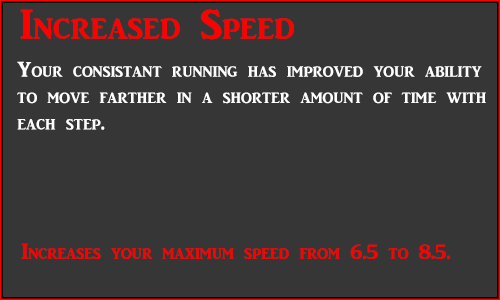 Increased Speed
Your consistant running has improved your ability
to move farther in a shorter amount of time with
each step.
Increases your maximum speed from 6.5 to 8.5.